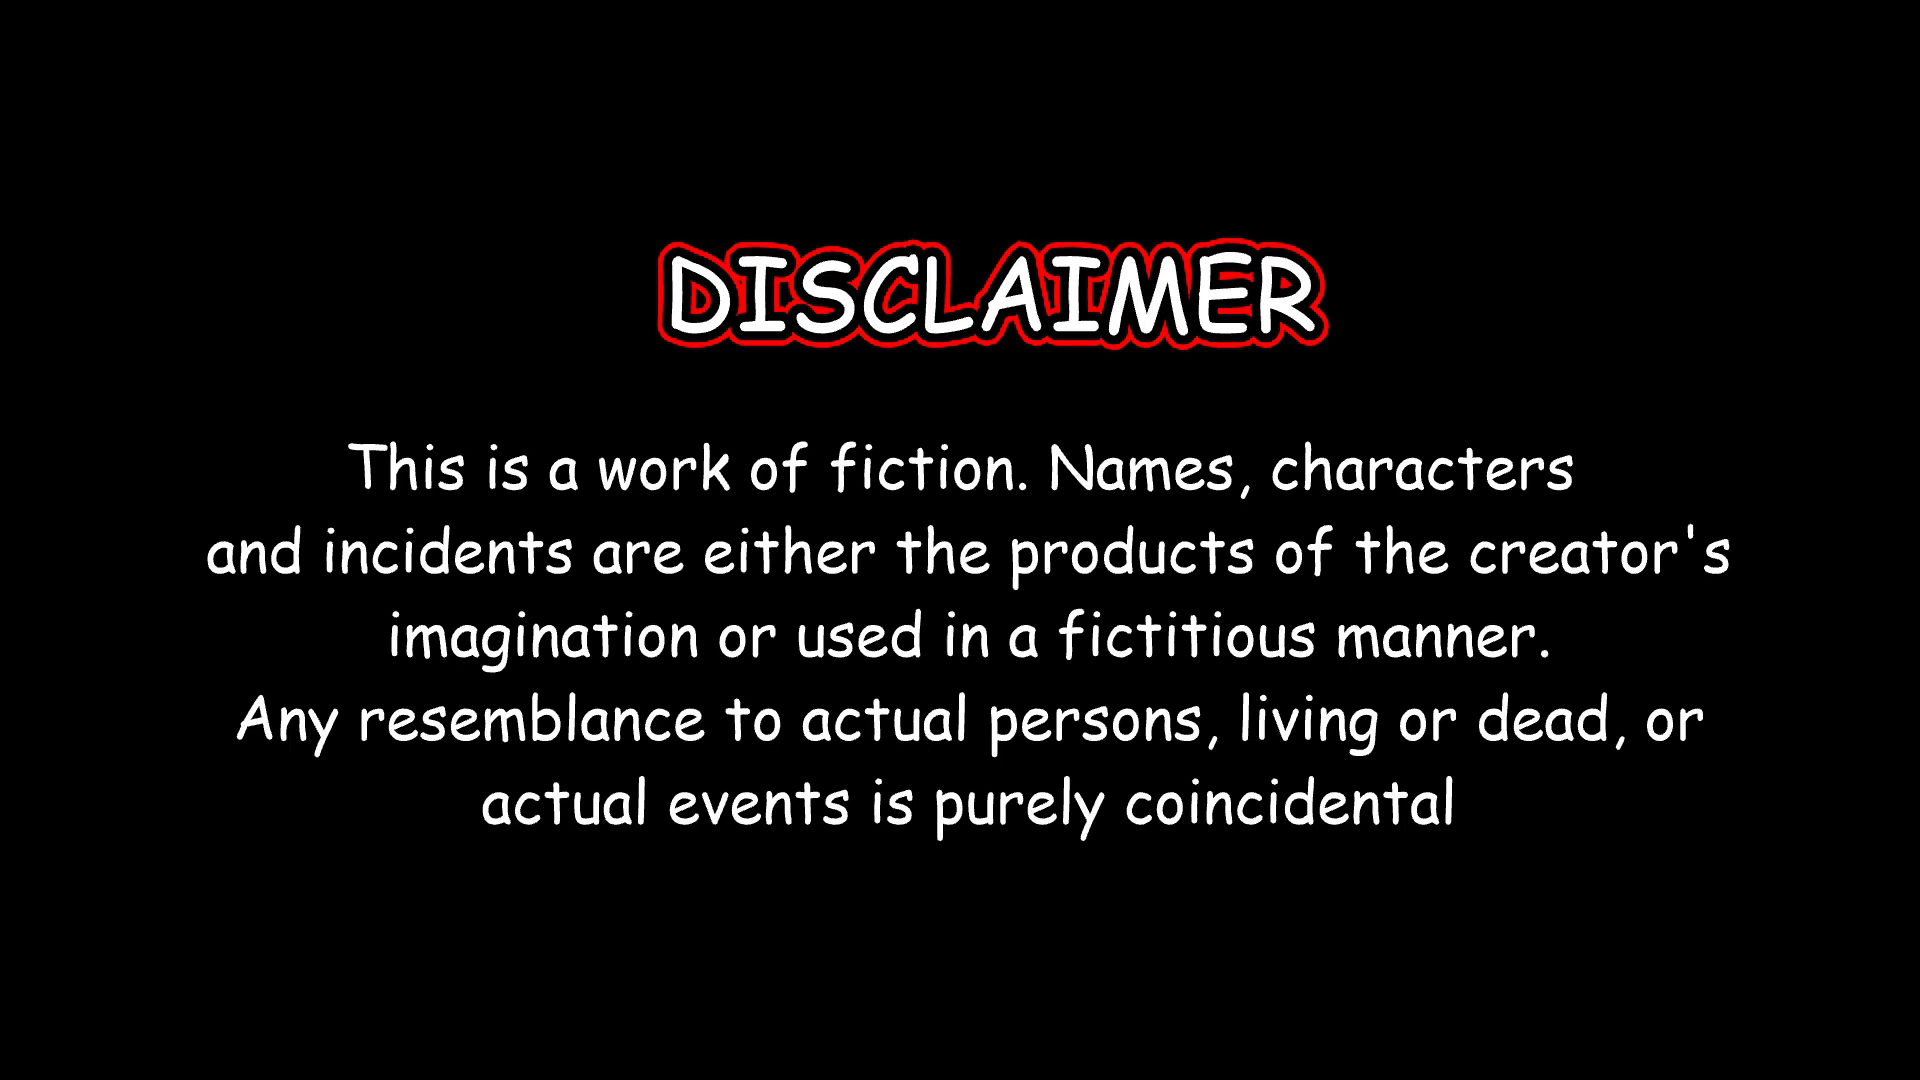 DISCLAIMER
This is a work of fiction. Names, characters
and incidents are either the products of the creator's
imagination or used in a fictitious manner.
Any resemblance to actual persons, living or dead, or
actual events is purely coincidental